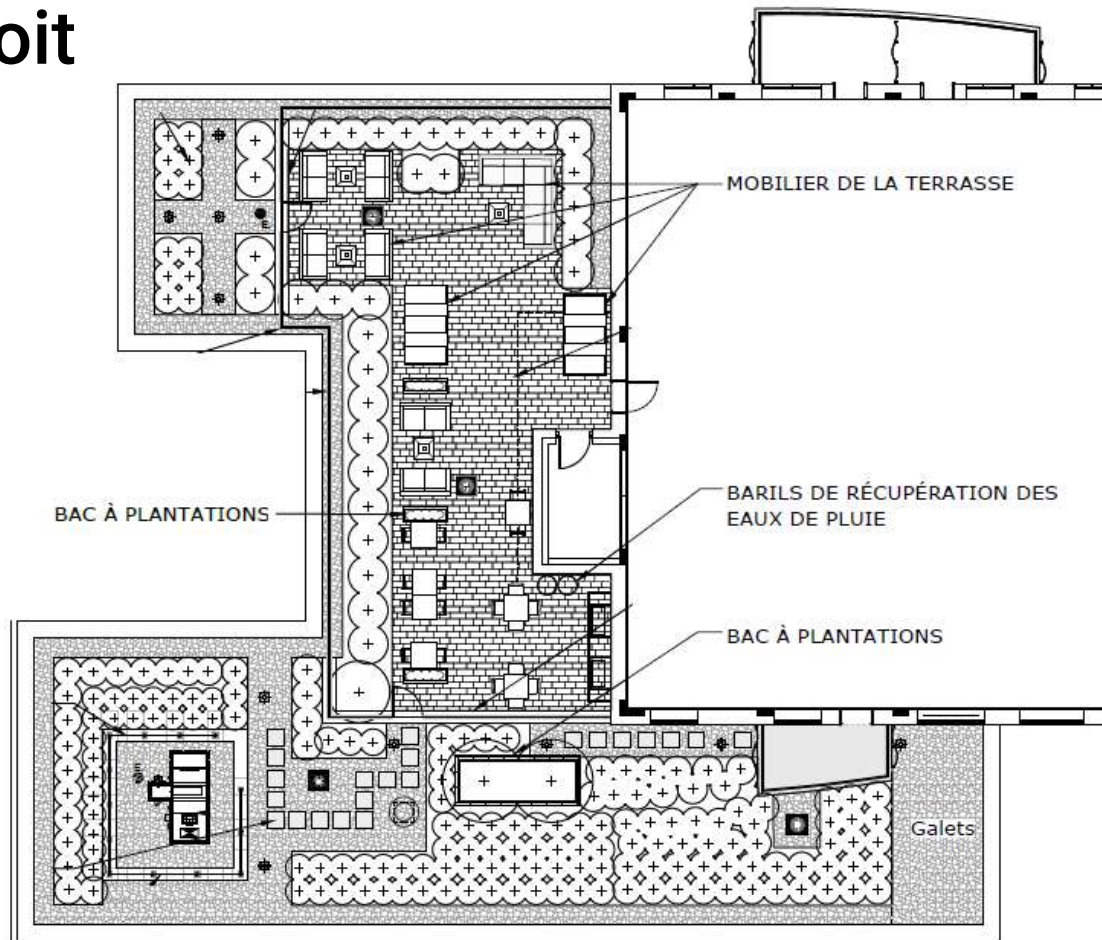 oit
MOBILIER DE LA TERRASSE
BARILS DE RÉCUPÉRATION DES
EAUX DE PLUIE
BAC À PLANTATIONS
BAC À PLANTATIONS
Galets